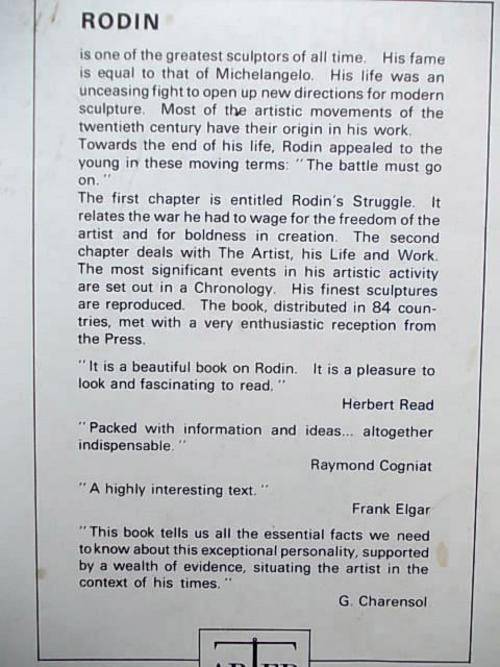 RODIN
is one of the greatest sculptors of all time. His fame
is equal to that of Michelangelo. His life was an
unceasing fight to open up new directions for modern
sculpture. Most of the artistic movements of the
twentieth century have their origin in his work.
Towards the end of his life, Rodin appealed to the
young in these moving terms: "The battle must go
on."
The first chapter is entitled Rodin's Struggle. It
relates the war he had to wage for the freedom of the
artist and for boldness in creation. The second
chapter deals with The Artist, his Life and Work.
The most significant events in his artistic activity
are set out in a Chronology. His finest sculptures
are reproduced. The book, distributed in 84 coun-
tries, met with a very enthusiastic reception from
the Press.
"It is a beautiful book on Rodin. It is a pleasure to
look and fascinating to read."
Herbert Read
"Packed with information and ideas... altogether
indispensable."
Raymond Cogniat
"A highly interesting text."
Frank Elgar
"This book tells us all the essential facts we need
to know about this exceptional personality, supported
by a wealth of evidence, situating the artist in the
context of his times."
G. Charensol